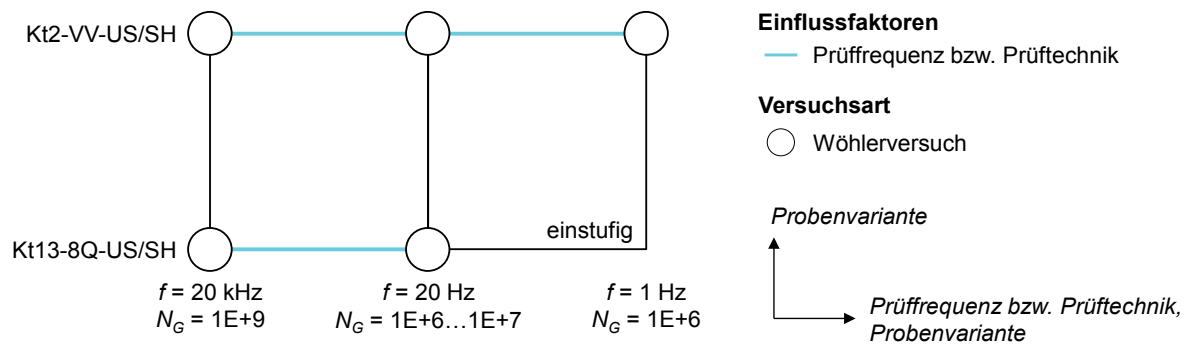 Kt2-VV-US/SH
Kt13-8Q-US/SH
einstufig
f = 20 kHz
N_G = 1E+9
f = 20 Hz
N_G = 1E+6…1E+7
f = 1 Hz
N_G = 1E+6
Einflussfaktoren
Prüffrequenz bzw. Prüftechnik
Versuchsart
Wöhlerversuch
Probenvariante
Prüffrequenz bzw. Prüftechnik,
Probenvariante